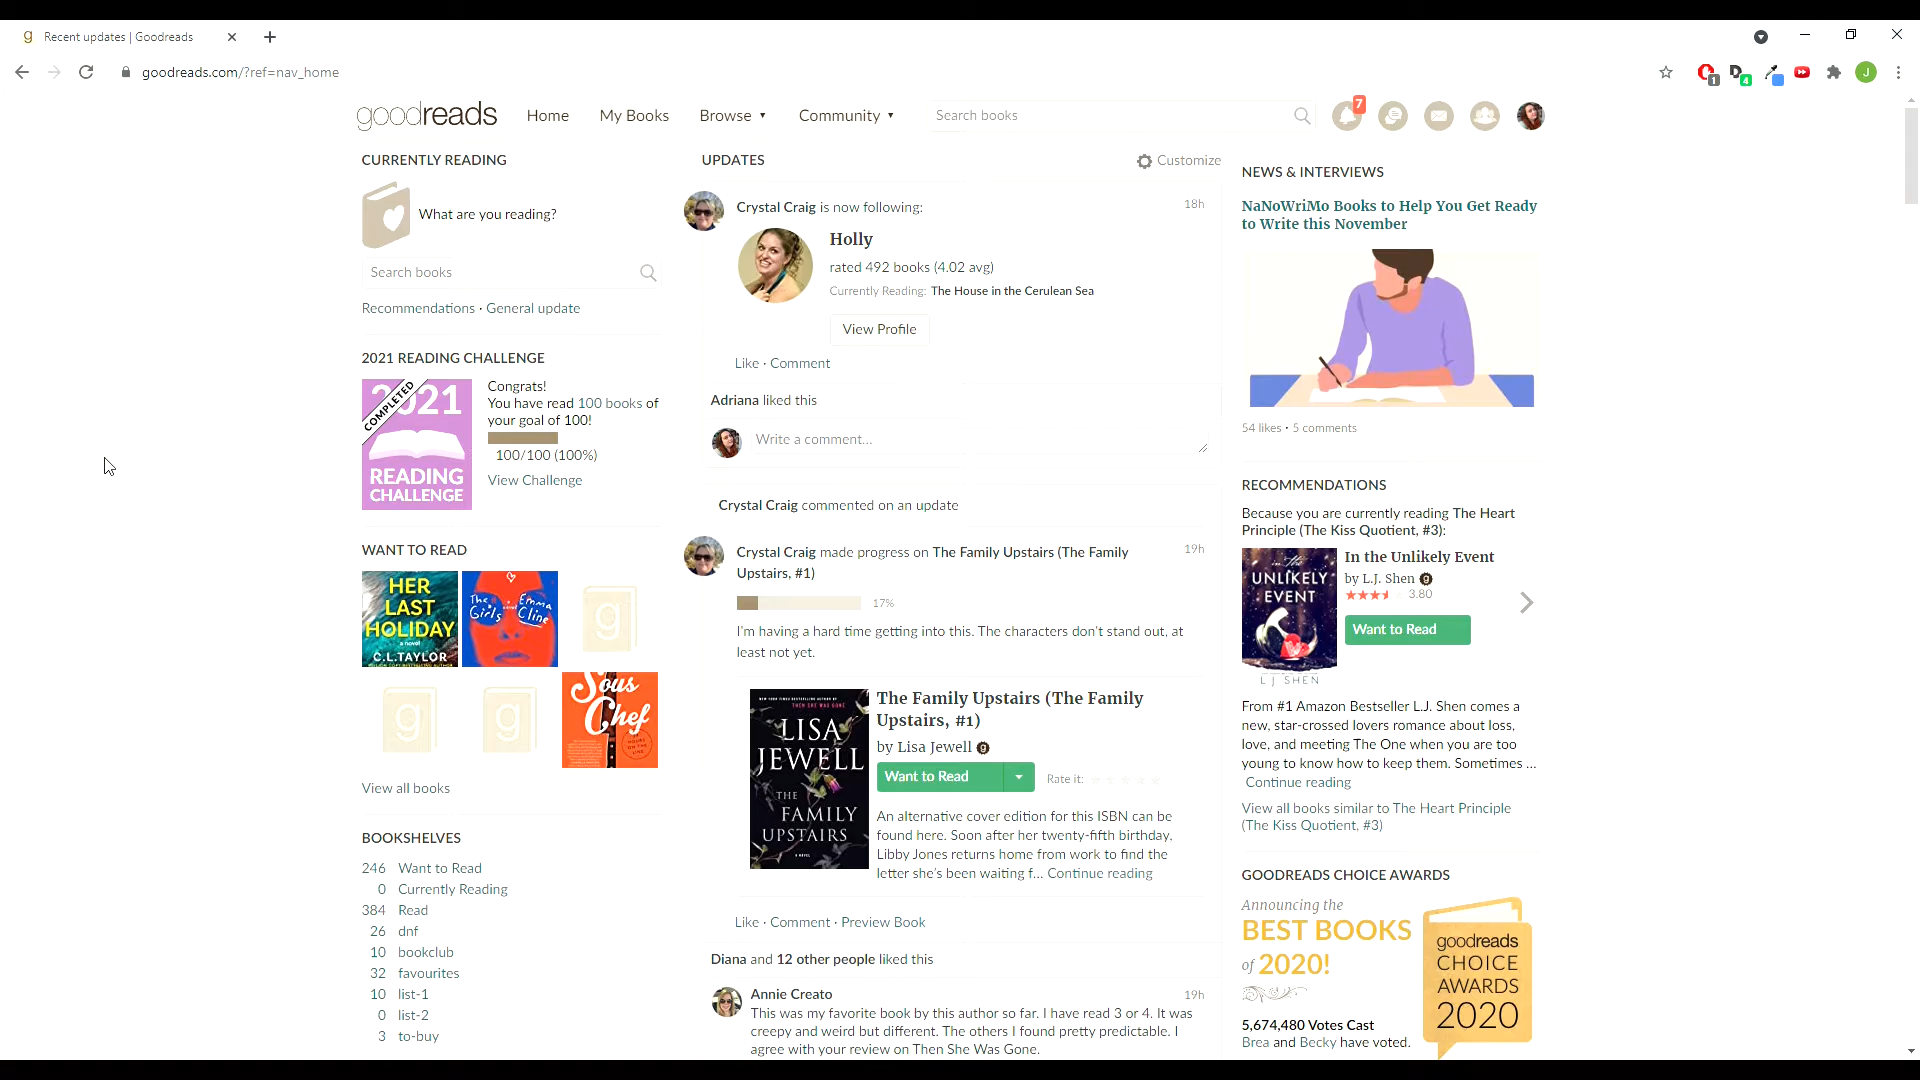 g Recent updates | Goodreads
goodreads.com/?ref=nav_home
1
4
J
goodreads
Home
My Books
Browse ▼
Community ▼
Search books
7
CURRENTLY READING
What are you reading?
Search books
Recommendations · General update
2021 READING CHALLENGE
COMPLETED
2021
READING
CHALLENGE
Congrats!
You have read 100 books of
your goal of 100!
100/100 (100%)
View Challenge
WANT TO READ
HER
LAST
HOLIDAY
a novel
C.L.TAYLOR
The Girls
a novel
Emma Cline
g
g
g
Sous
Chef
View all books
BOOKSHELVES
246 Want to Read
0 Currently Reading
384 Read
26 dnf
10 bookclub
32 favourites
10 list-1
0 list-2
3 to-buy
UPDATES
Customize
Crystal Craig is now following:
18h
Holly
rated 492 books (4.02 avg)
Currently Reading: The House in the Cerulean Sea
View Profile
Like · Comment
Adriana liked this
Write a comment...
Crystal Craig commented on an update
Crystal Craig made progress on The Family Upstairs (The Family
Upstairs, #1)
19h
17%
I'm having a hard time getting into this. The characters don't stand out, at
least not yet.
THEN SHE WAS GONE
LISA
JEWELL
THE
FAMILY
UPSTAIRS
A NOVEL
The Family Upstairs (The Family
Upstairs, #1)
by Lisa Jewell
Want to Read
Rate it:
An alternative cover edition for this ISBN can be
found here. Soon after her twenty-fifth birthday,
Libby Jones returns home from work to find the
letter she's been waiting f... Continue reading
Like · Comment · Preview Book
Diana and 12 other people liked this
Annie Creato
19h
This was my favorite book by this author so far. I have read 3 or 4. It was
creepy and weird but different. The others I found pretty predictable. I
agree with your review on Then She Was Gone.
NEWS & INTERVIEWS
NaNoWriMo Books to Help You Get Ready
to Write this November
54 likes • 5 comments
RECOMMENDATIONS
Because you are currently reading The Heart
Principle (The Kiss Quotient, #3):
in the
UNLIKELY
EVENT
LJ SHEN
In the Unlikely Event
by L.J. Shen
3.80
Want to Read
From #1 Amazon Bestseller L.J. Shen comes a
new, star-crossed lovers romance about loss,
love, and meeting The One when you are too
young to know how to keep them. Sometimes ...
Continue reading
View all books similar to The Heart Principle
(The Kiss Quotient, #3)
GOODREADS CHOICE AWARDS
Announcing the
BEST BOOKS
of 2020!
5,674,480 Votes Cast
Brea and Becky have voted.
goodreads
CHOICE
AWARDS
2020